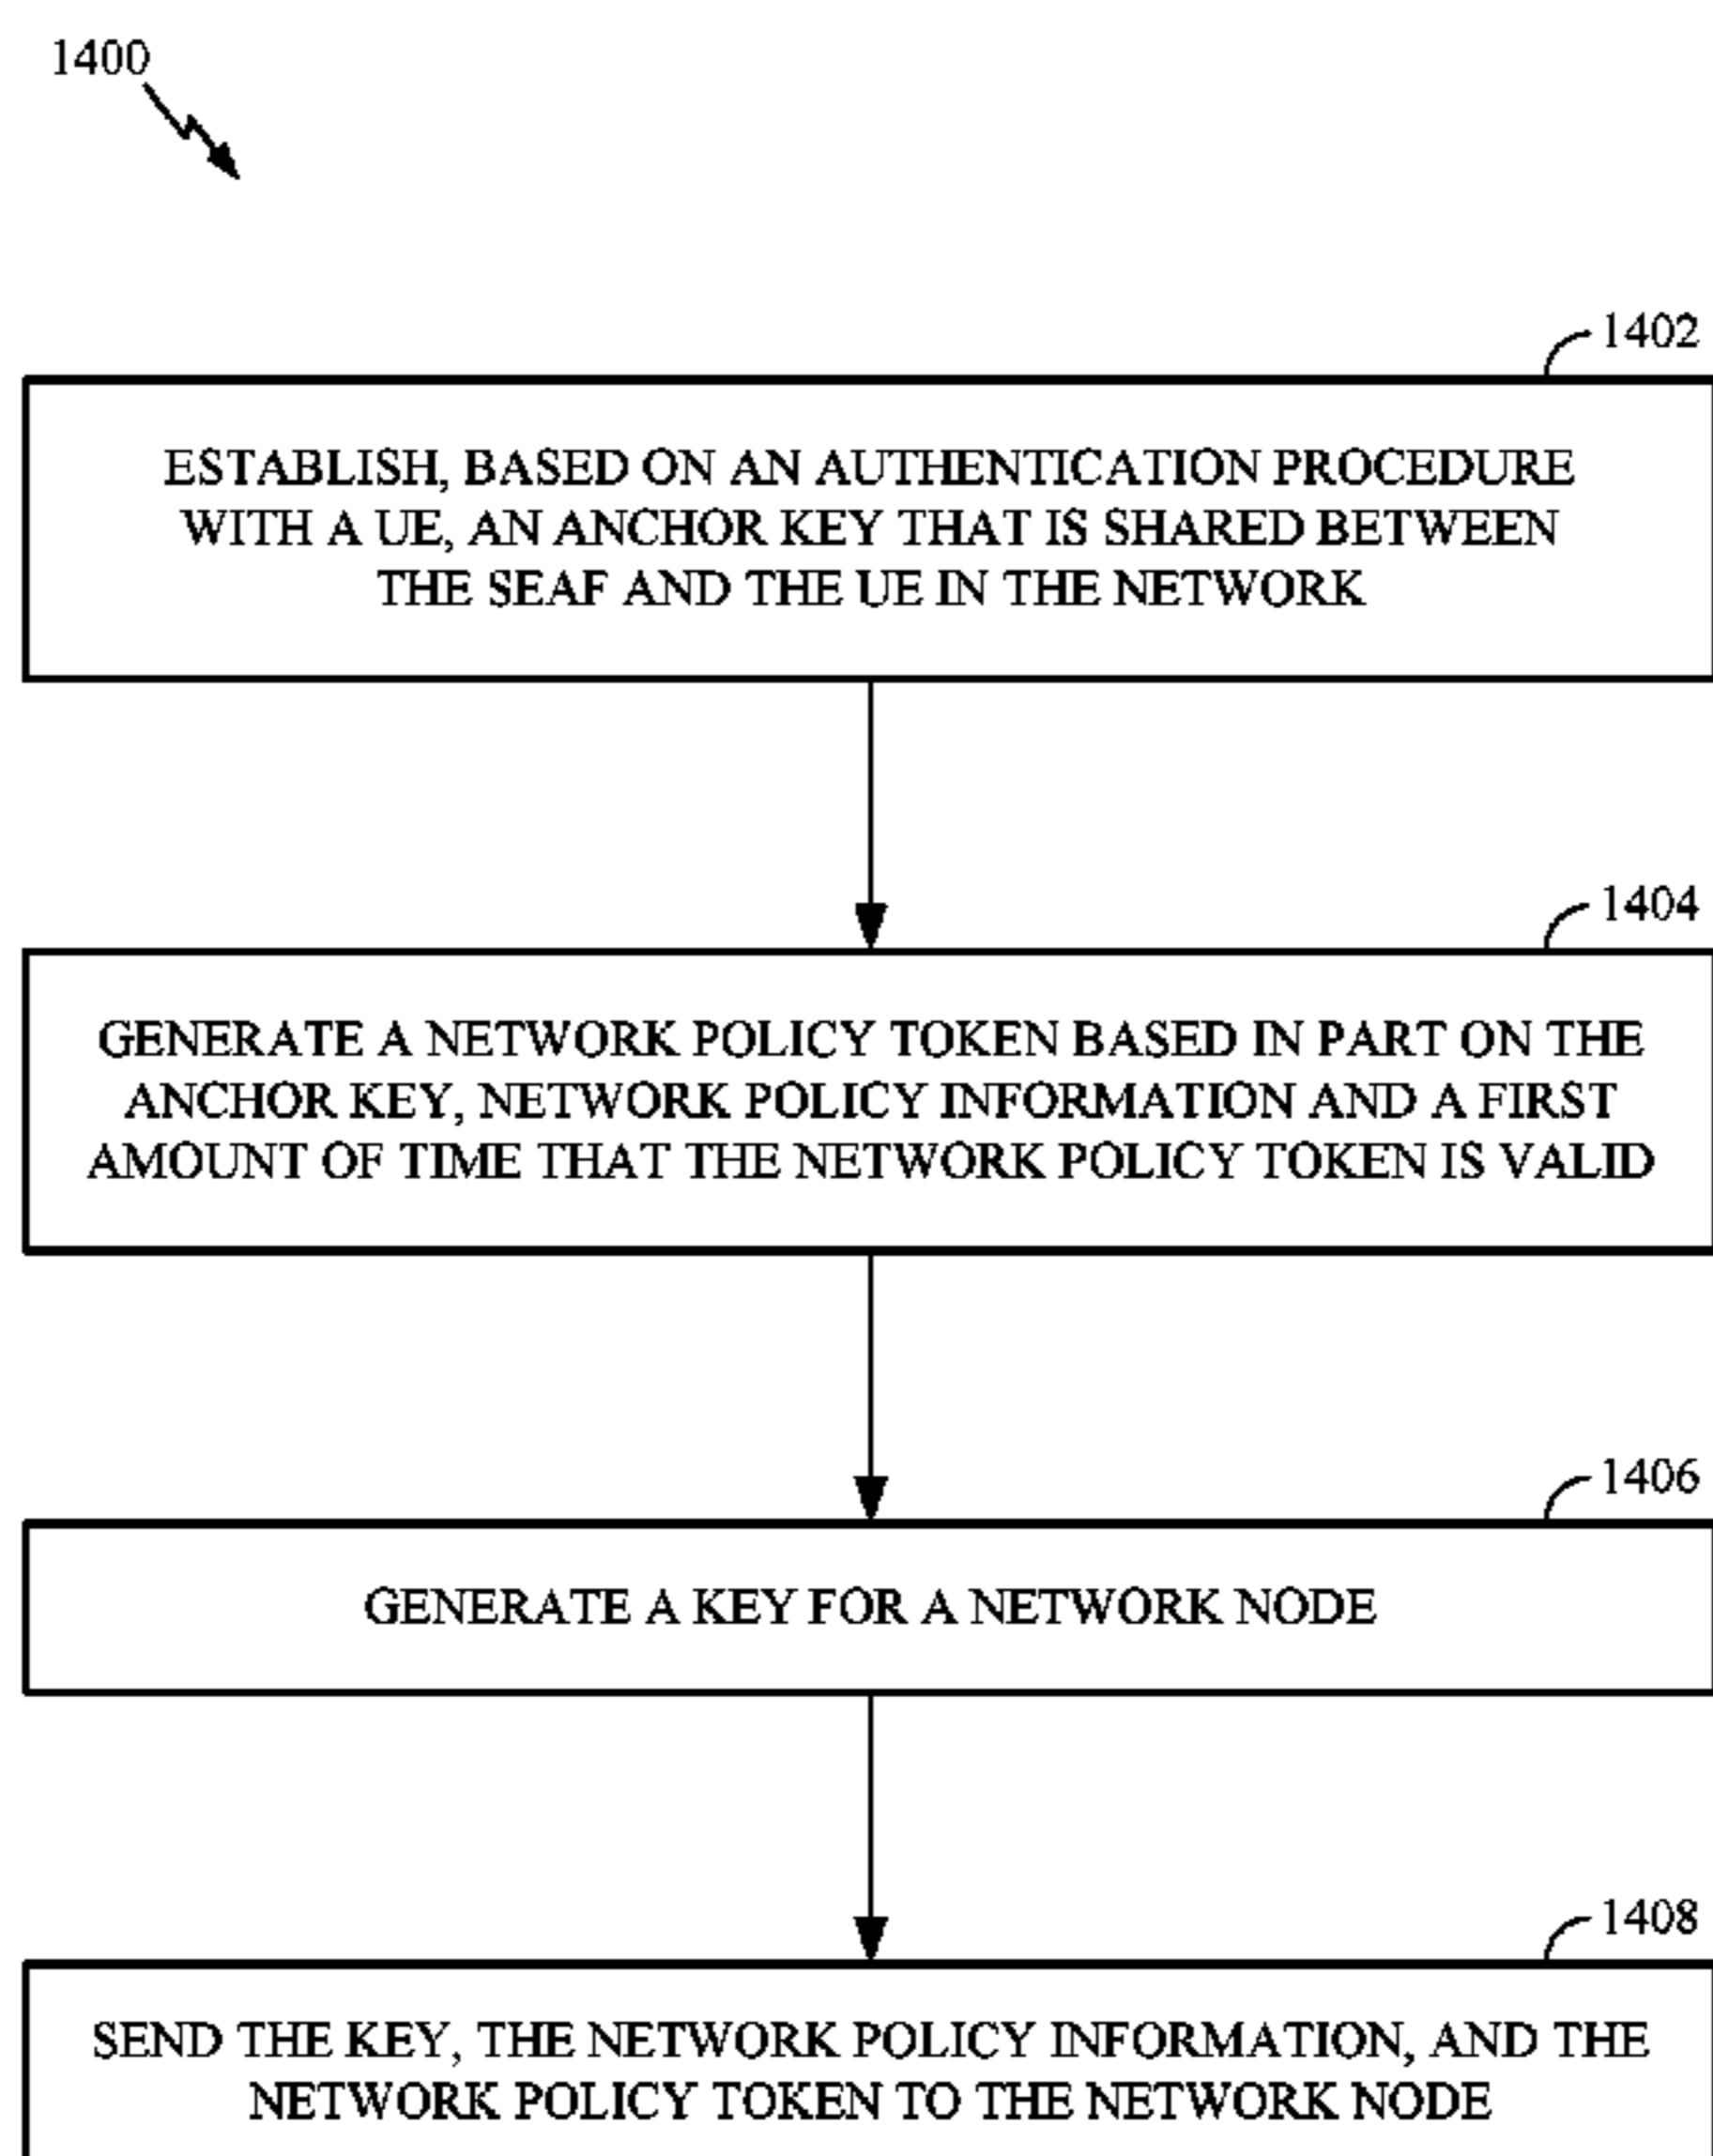 1400
1402
ESTABLISH, BASED ON AN AUTHENTICATION PROCEDURE
WITH A UE, AN ANCHOR KEY THAT IS SHARED BETWEEN
THE SEAF AND THE UE IN THE NETWORK
1404
GENERATE A NETWORK POLICY TOKEN BASED IN PART ON THE
ANCHOR KEY, NETWORK POLICY INFORMATION AND A FIRST
AMOUNT OF TIME THAT THE NETWORK POLICY TOKEN IS VALID
1406
GENERATE A KEY FOR A NETWORK NODE
1408
SEND THE KEY, THE NETWORK POLICY INFORMATION, AND THE
NETWORK POLICY TOKEN TO THE NETWORK NODE